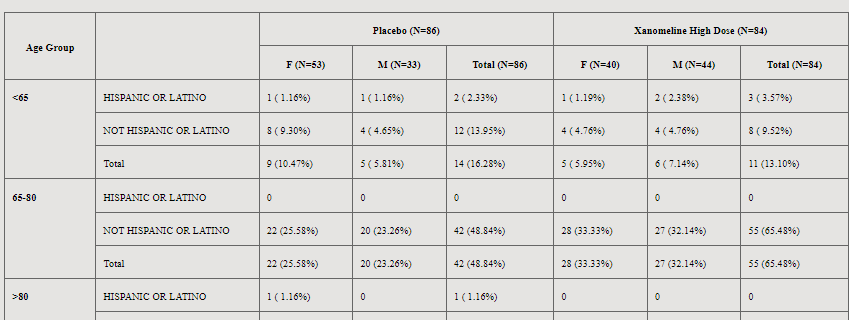 Age Group Placebo (N=86) Xanomeline High Dose (N=84)
F (N=53) M (N=33) Total (N=86) F (N=40) M (N=44) Total (N=84)
<65 HISPANIC OR LATINO 1 ( 1.16%) 1 ( 1.16%) 2 ( 2.33%) 1 ( 1.19%) 2 ( 2.38%) 3 ( 3.57%)
NOT HISPANIC OR LATINO 8 ( 9.30%) 4 ( 4.65%) 12 (13.95%) 4 ( 4.76%) 4 ( 4.76%) 8 ( 9.52%)
Total 9 (10.47%) 5 ( 5.81%) 14 (16.28%) 5 ( 5.95%) 6 ( 7.14%) 11 (13.10%)
65-80 HISPANIC OR LATINO 0 0 0 0 0 0
NOT HISPANIC OR LATINO 22 (25.58%) 20 (23.26%) 42 (48.84%) 28 (33.33%) 27 (32.14%) 55 (65.48%)
Total 22 (25.58%) 20 (23.26%) 42 (48.84%) 28 (33.33%) 27 (32.14%) 55 (65.48%)
>80 HISPANIC OR LATINO 1 ( 1.16%) 0 1 ( 1.16%) 0 0 0